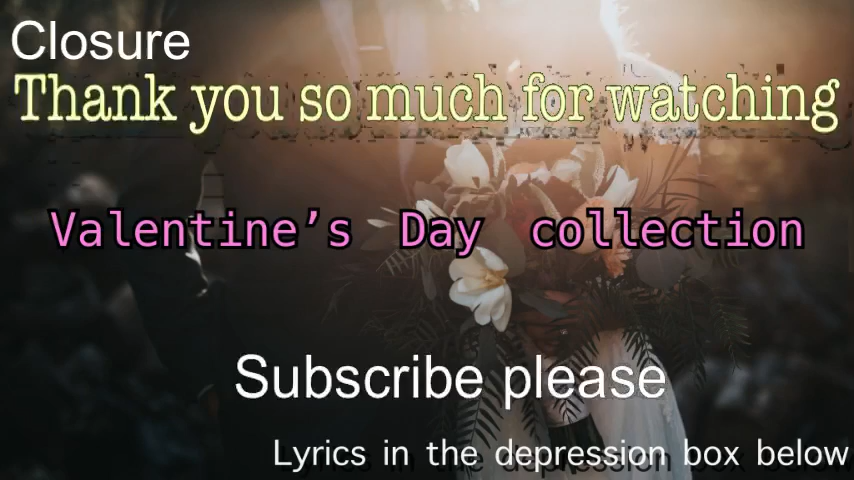 Closure
Thank you so much for watching
Valentine's Day collection
Subscribe please
Lyrics in the depression box below